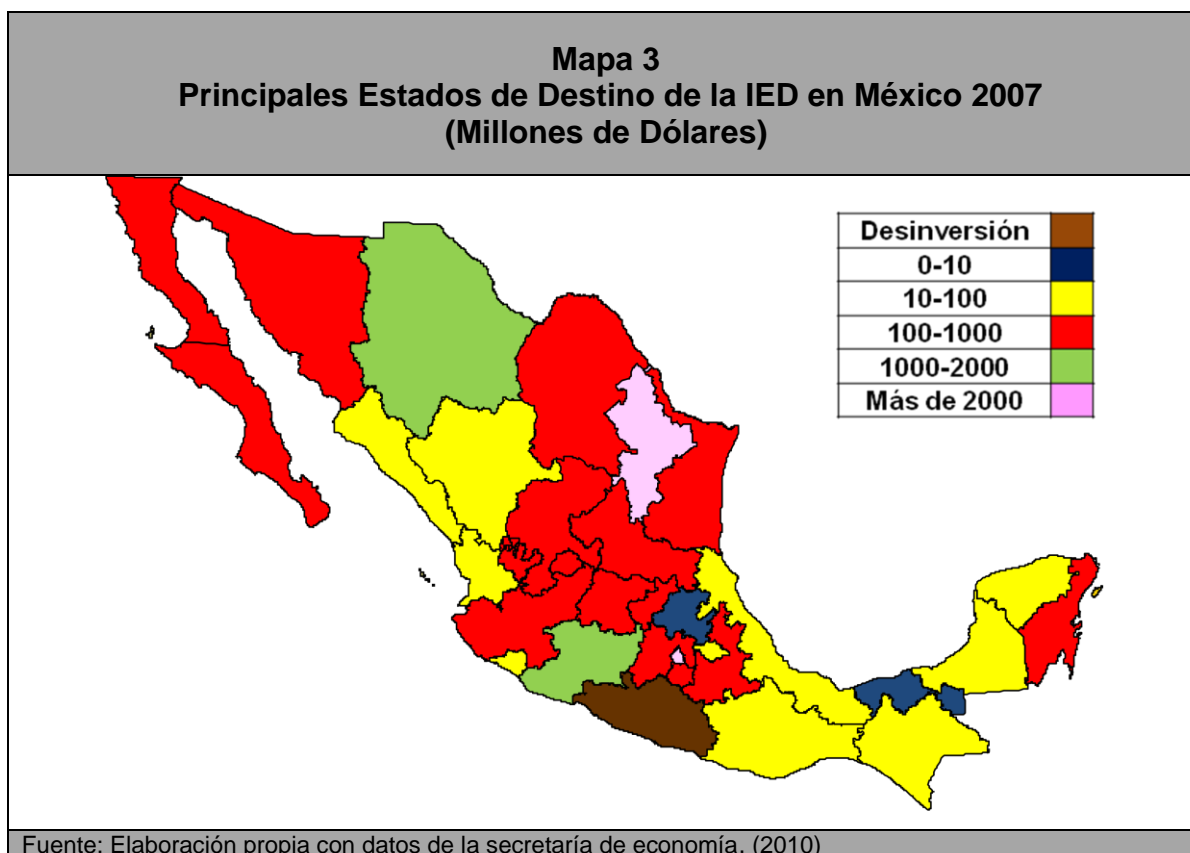 Mapa 3
Principales Estados de Destino de la IED en México 2007
(Millones de Dólares)
Desinversión
0-10
10-100
100-1000
1000-2000
Más de 2000
Fuente: Elaboración propia con datos de la secretaría de economía. (2010)